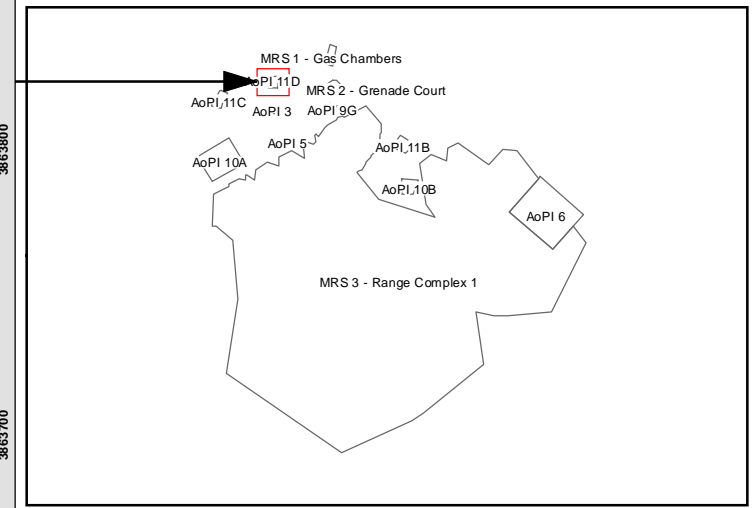 MRS 1 - Gas Chambers
AoPI 11D
MRS 2 - Grenade Court
AoPI 11C
AoPI 3
AoPI 9G
3863800
AoPI 5
AoPI 11B
AoPI 10A
AoPI 10B
AoPI 6
MRS 3 - Range Complex 1
3863700